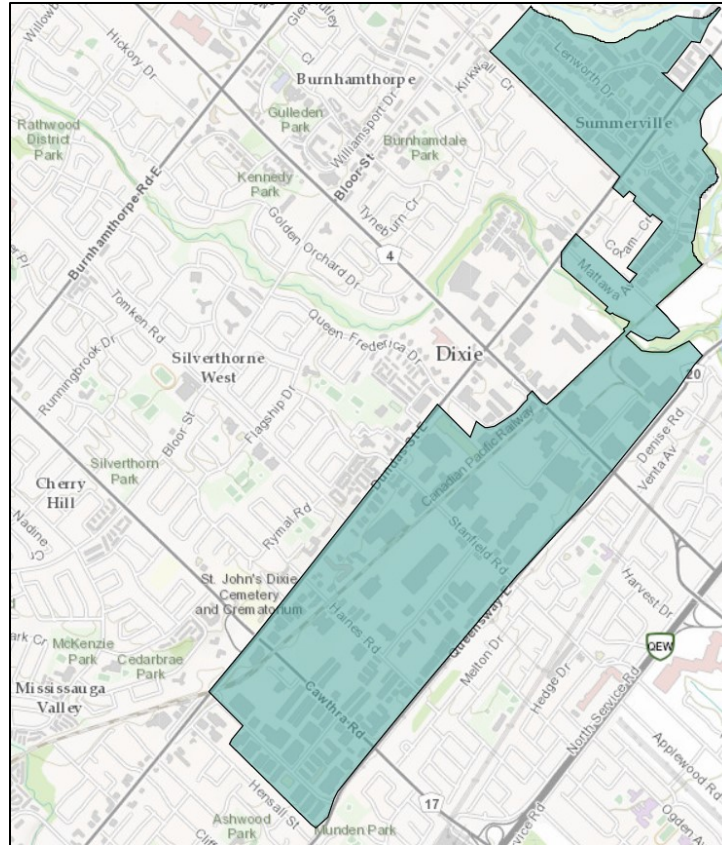 Hickory Dr
Burnhamthorpe
Kirkwall Cr
Lenworth Dr
Summerville
Gulleden
Park
Williamsport Dr
Burnhamdale
Park
Bloor St
Rathwood
District
Park
Kennedy
Park
Tyneburn Cr
Golden Orchard Dr
4
Burnhamthorpe Rd E
Mattawa Av
Tomken Rd
Queen Frederica Dr
Dixie
Runningbrook Dr
Silverthorne
West
Flagship Dr
Bloor St
20
Denise Rd
Venta Av
Dundas St E
Canadian Pacific Railway
Silverthorn
Park
Cherry
Hill
Rymal Rd
Stanfield Rd
Nadine
Cr
St. John's Dixie
Cemetery
and Crematorium
Haines Rd
Queensway E
Harvest Dr
ark Cr
McKenzie
Park
Cedarbrae
Park
Melton Dr
Hedge Dr
QEW
Mississauga
Valley
Cawthra Rd
North Service Rd
Applewood Rd
Hensall St
17
Ashwood
Park
Munden Park
Ogden Av